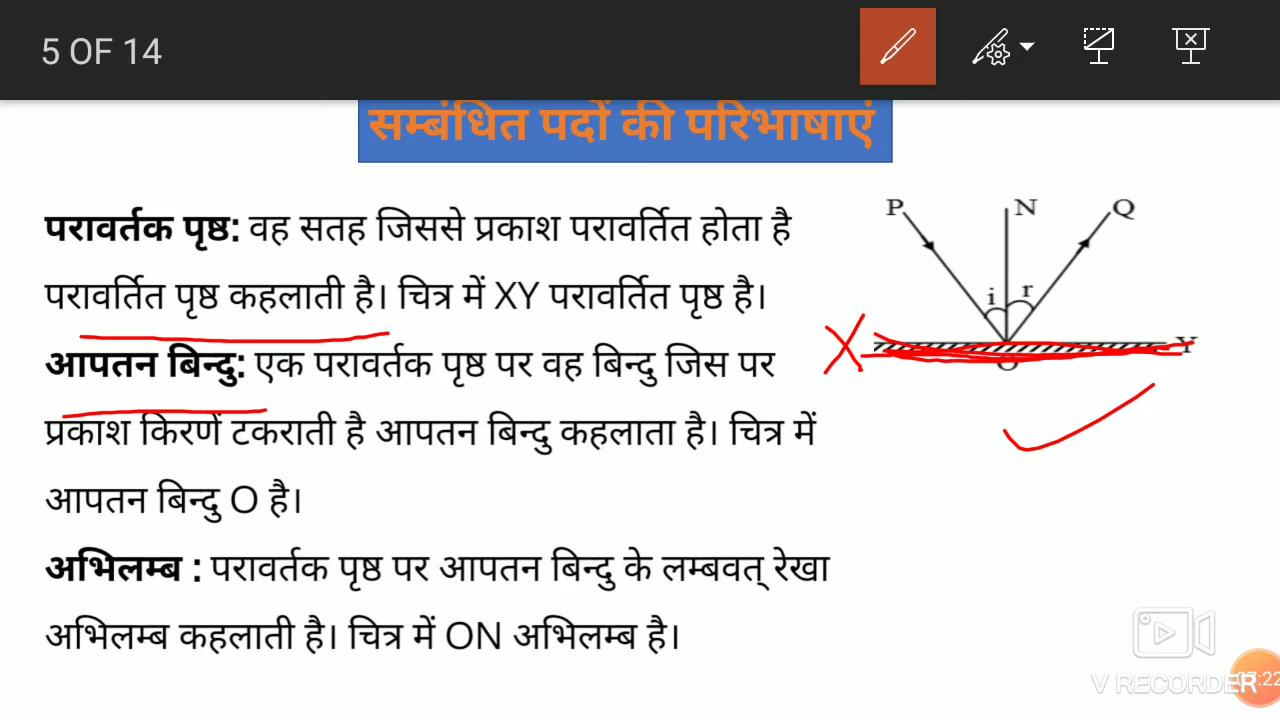 5 OF 14
सम्बंधित पदों की परिभाषाएं
परावर्तक पृष्ठ: वह सतह जिससे प्रकाश परावर्तित होता है
परावर्तित पृष्ठ कहलाती है। चित्र में XY परावर्तित पृष्ठ है।
आपतन बिन्दु: एक परावर्तक पृष्ठ पर वह बिन्दु जिस पर
प्रकाश किरणें टकराती है आपतन बिन्दु कहलाता है। चित्र में
आपतन बिन्दु O है।
अभिलम्ब : परावर्तक पृष्ठ पर आपतन बिन्दु के लम्बवत् रेखा
अभिलम्ब कहलाती है। चित्र में ON अभिलम्ब है।
P N Q
i r
X Y
O
V RECORDER
07:22